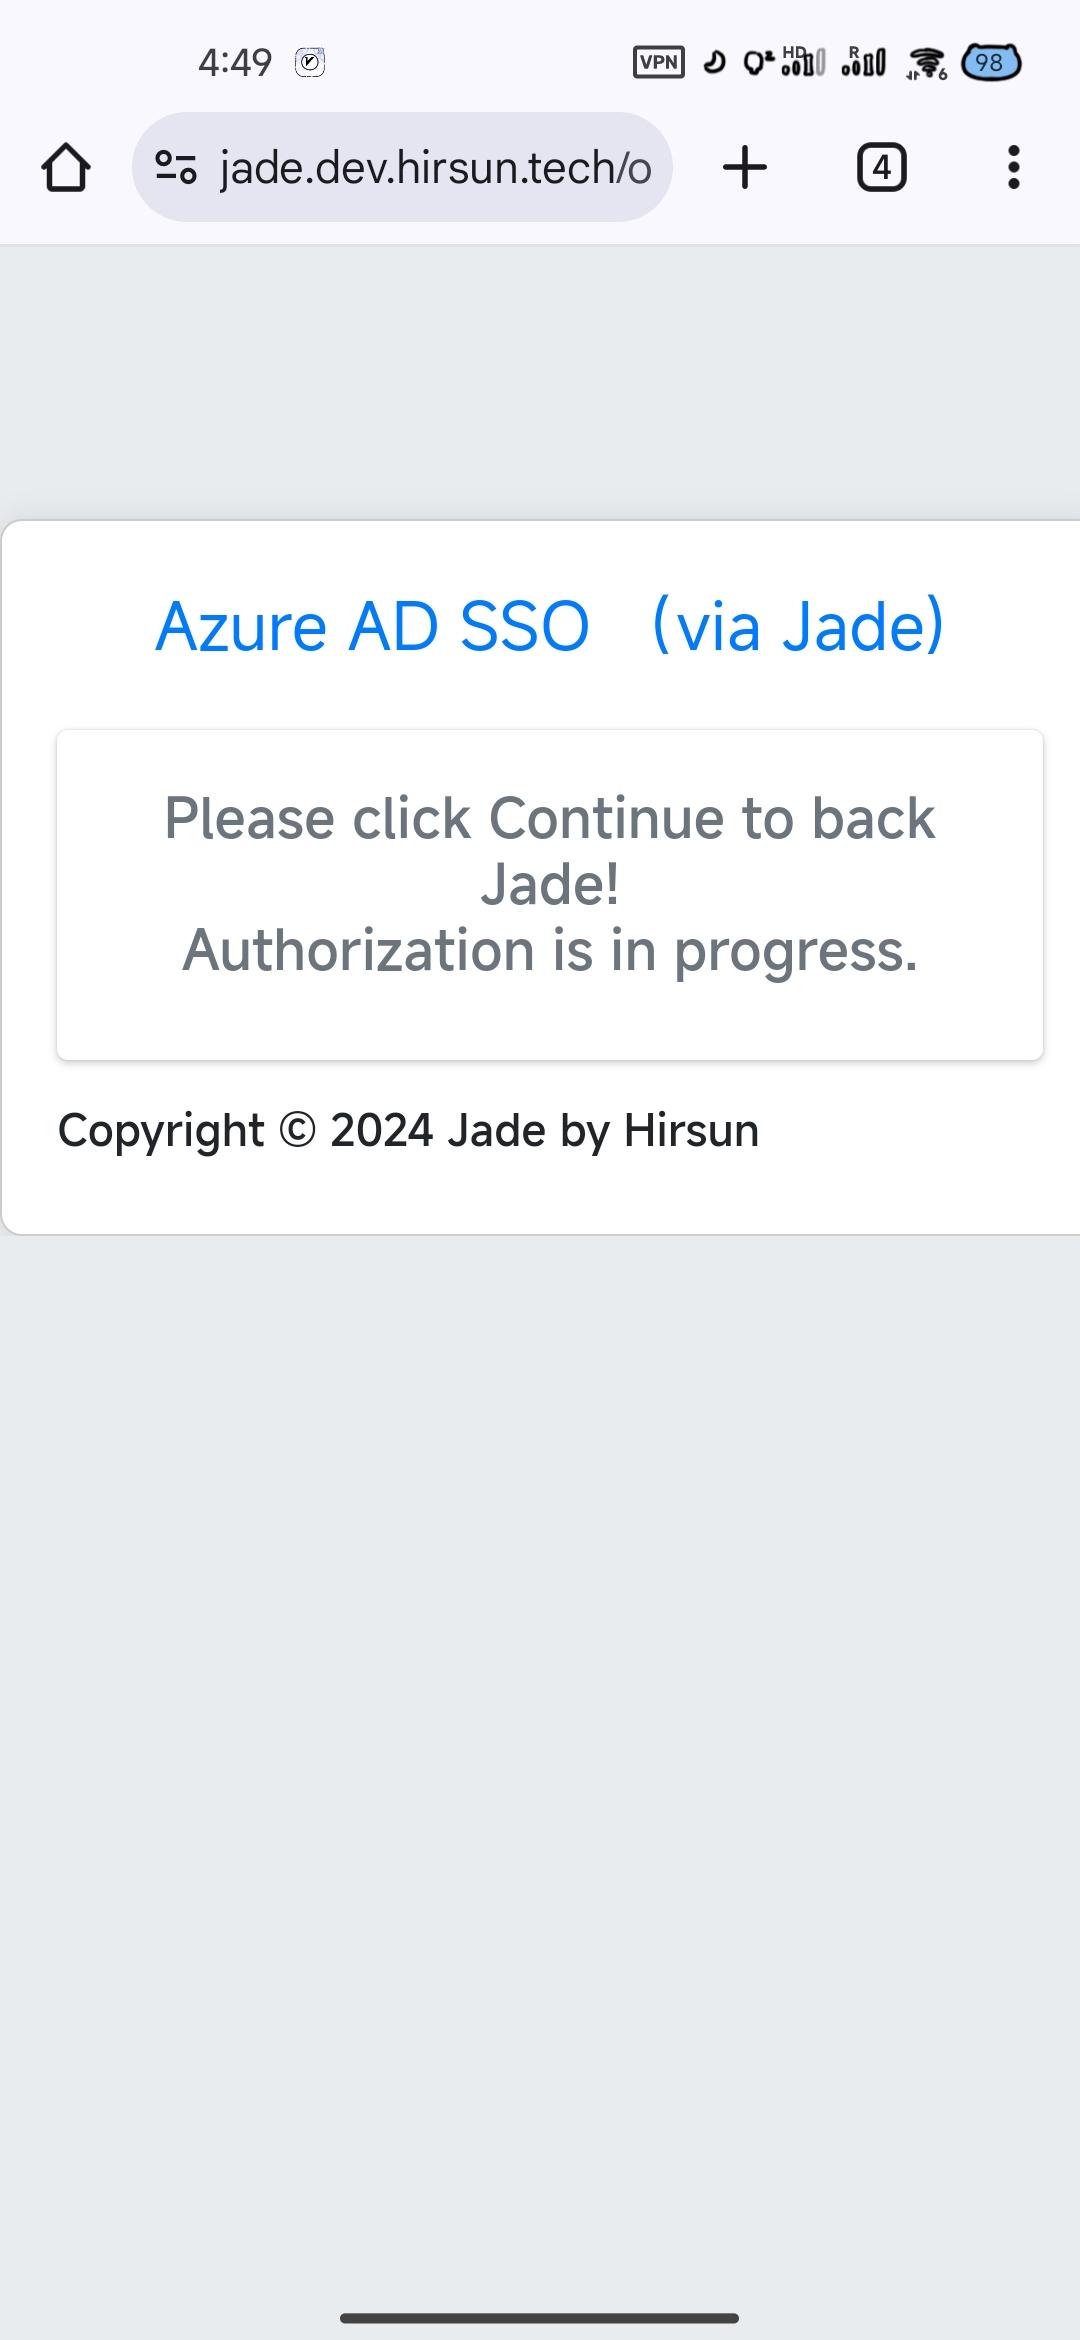 4:49 VPN HD R 6 98
jade.dev.hirsun.tech/o 4
Azure AD SSO （via Jade）
Please click Continue to back
Jade!
Authorization is in progress.
Copyright © 2024 Jade by Hirsun